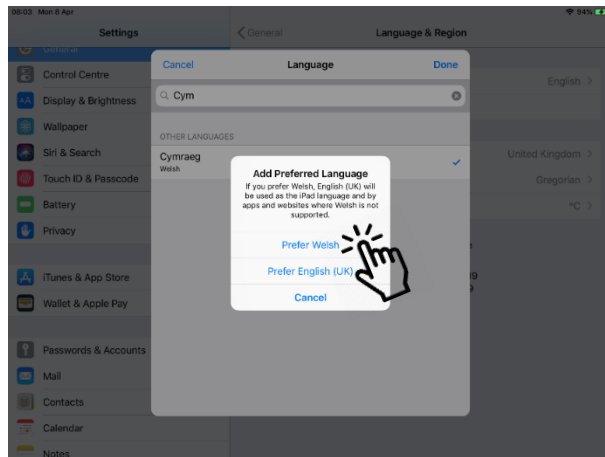 08:03 Mon 8 Apr
94%
Settings
General
Language & Region
General
Control Centre
Display & Brightness
Wallpaper
Siri & Search
Touch ID & Passcode
Battery
Privacy
iTunes & App Store
Wallet & Apple Pay
Passwords & Accounts
Mail
Contacts
Calendar
Notes
English
United Kingdom
Gregorian
°C
Cancel
Language
Done
Cym
OTHER LANGUAGES
Cymraeg
Welsh
Add Preferred Language
If you prefer Welsh, English (UK) will
be used as the iPad language and by
apps and websites where Welsh is not
supported.
Prefer Welsh
Prefer English (UK)
Cancel